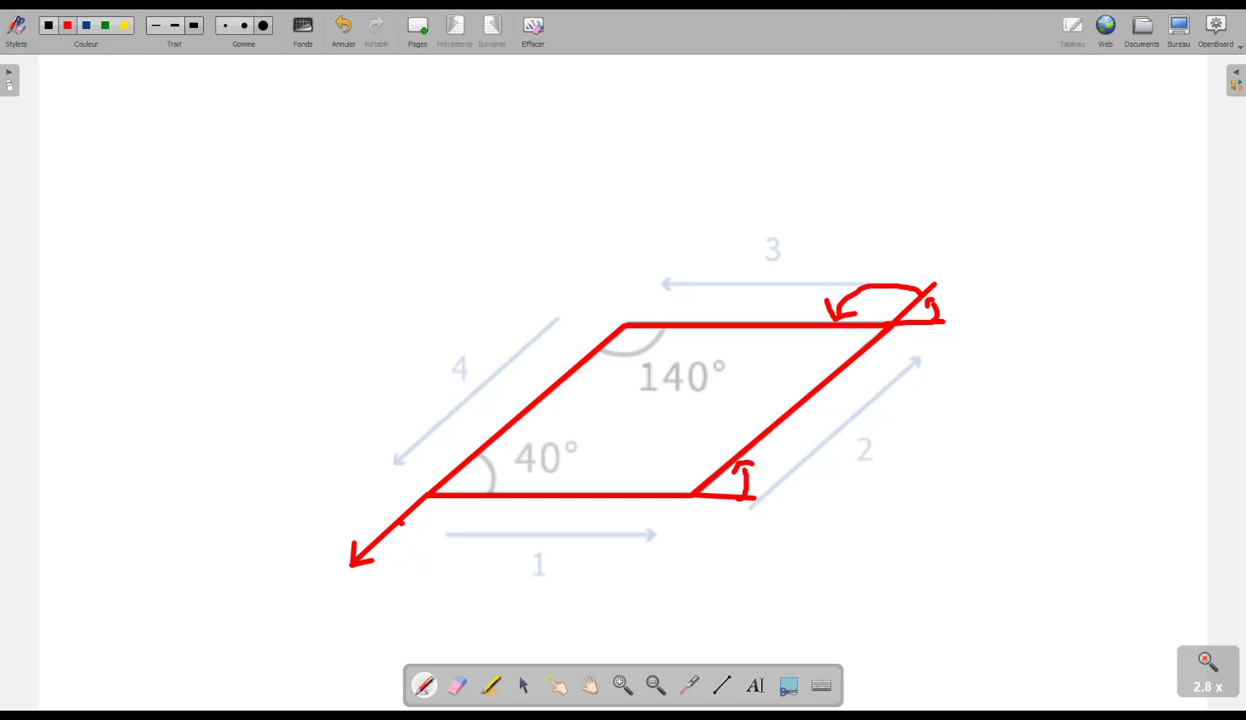 Stylets
Couleur
Trait
Gomme
Fonds
Annuler
Rétablir
Pages
Précédente
Suivante
Effacer
Tableau
Web
Documents
Bureau
OpenBoard
3
4
140°
40°
2
1
2.8 x